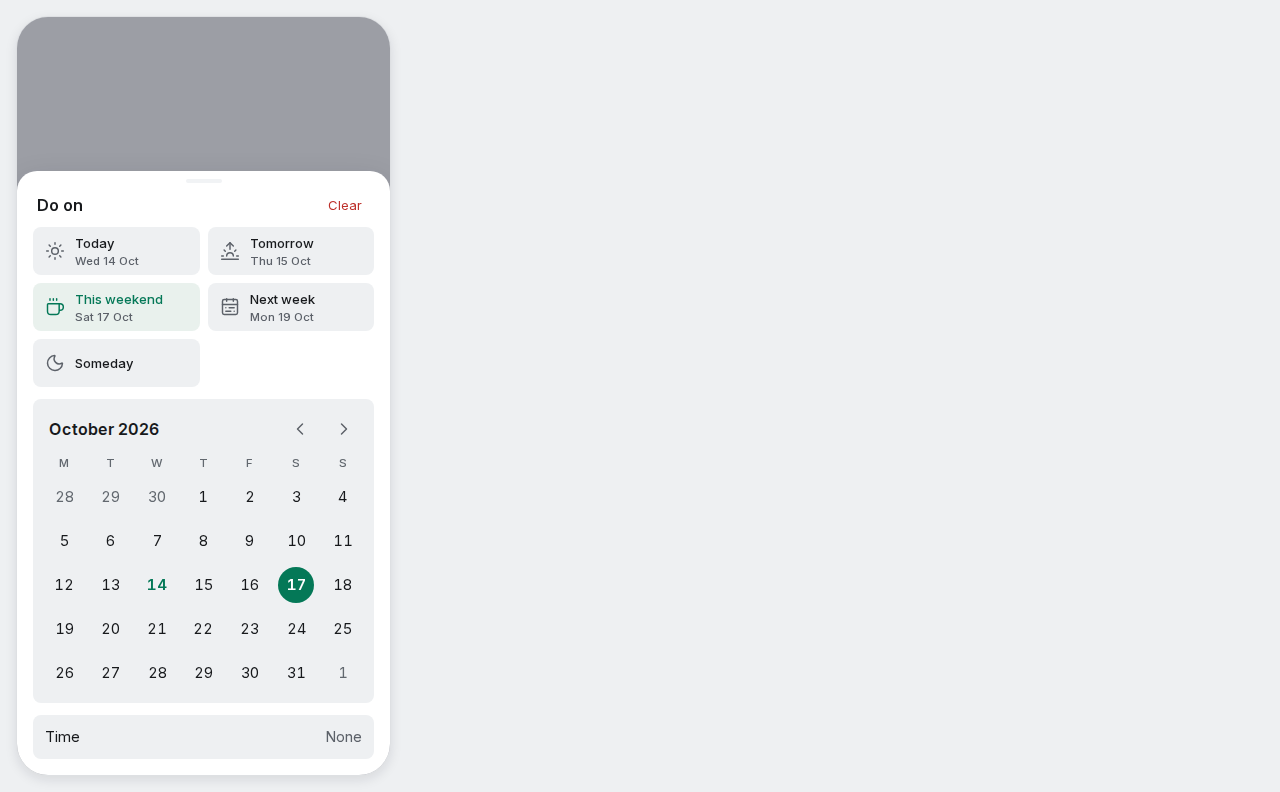 Do on
Clear
Today
Wed 14 Oct
Tomorrow
Thu 15 Oct
This weekend
Sat 17 Oct
Next week
Mon 19 Oct
Someday
October 2026
M T W T F S S
28 29 30 1 2 3 4
5 6 7 8 9 10 11
12 13 14 15 16 17 18
19 20 21 22 23 24 25
26 27 28 29 30 31 1
Time
None